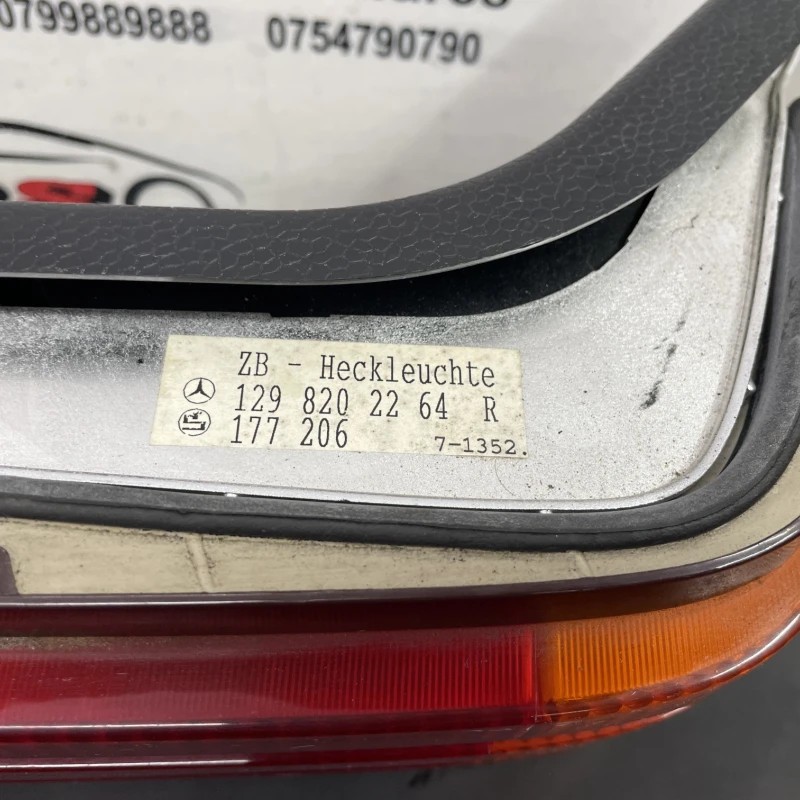 0799889888 0754790790
ZB - Heckleuchte
129 820 22 64 R
177 206 7-1352.